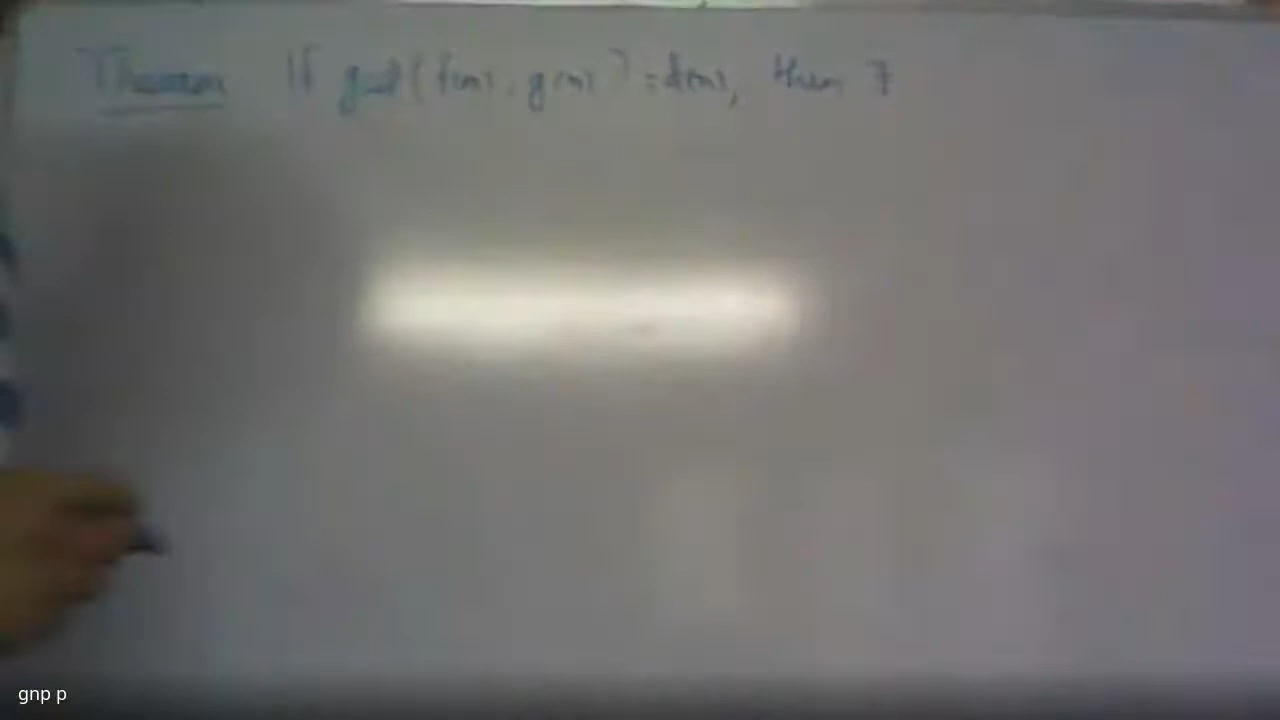 Theorem If gcd(f(x), g(x)) = d(x), then ∃
gnp p